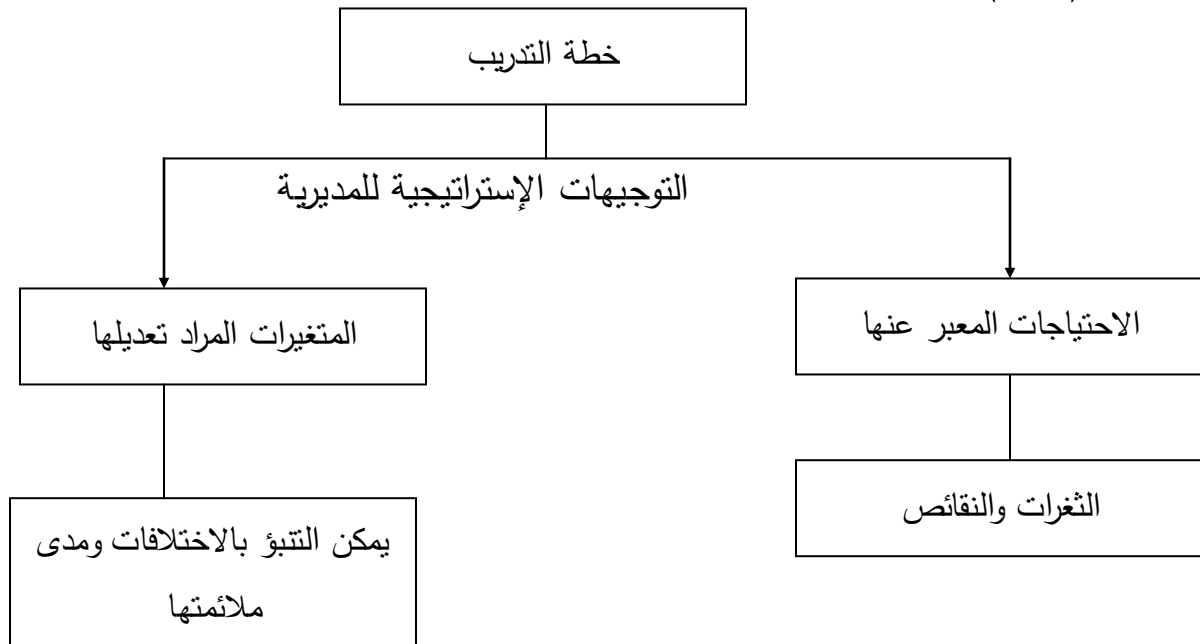 خطة التدريب
التوجيهات الإستراتيجية للمديرية
الاحتياجات المعبر عنها
المتغيرات المراد تعديلها
الثغرات والنقائص
يمكن التنبؤ بالاختلافات ومدى
ملائمتها